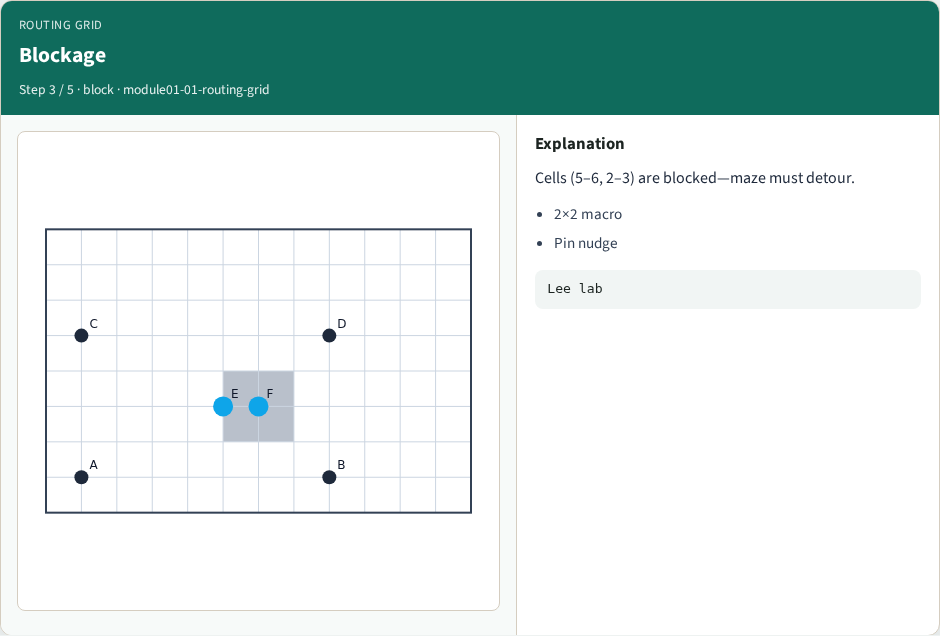 ROUTING GRID
Blockage
Step 3 / 5 · block · module01-01-routing-grid
C
D
E
F
A
B
Explanation
Cells (5–6, 2–3) are blocked—maze must detour.
• 2×2 macro
• Pin nudge
Lee lab